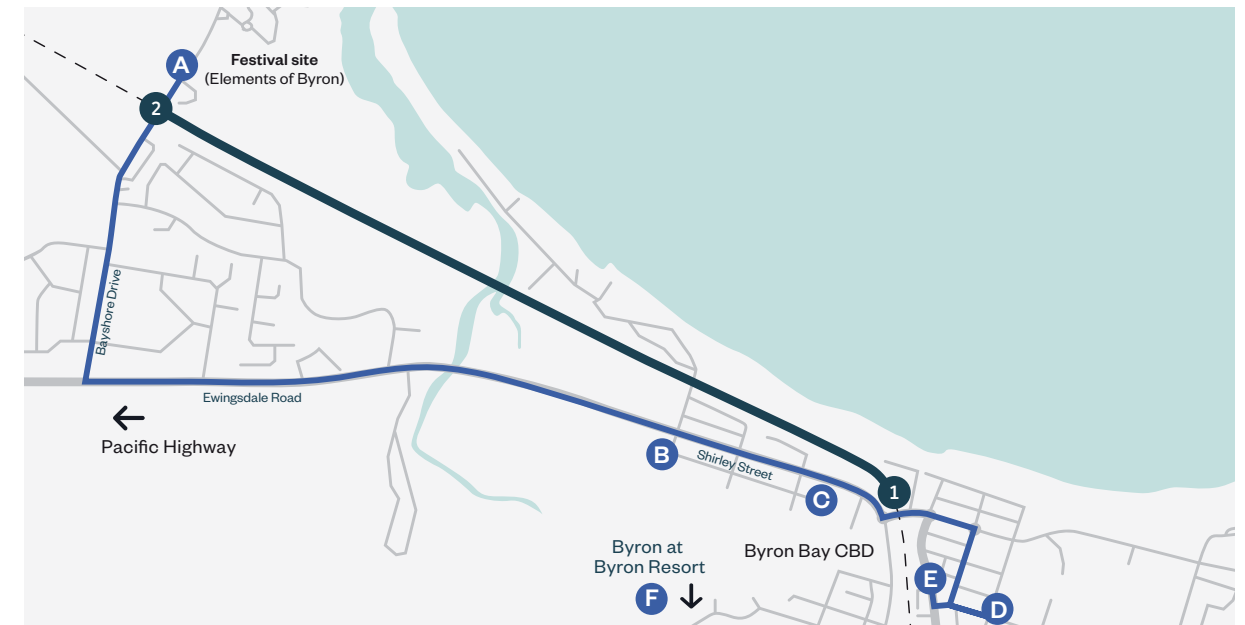 A
Festival site
(Elements of Byron)
2
Bayshore Drive
Ewingsdale Road
Pacific Highway
B
Shirley Street
C
1
Byron at
Byron Resort
Byron Bay CBD
F
E
D